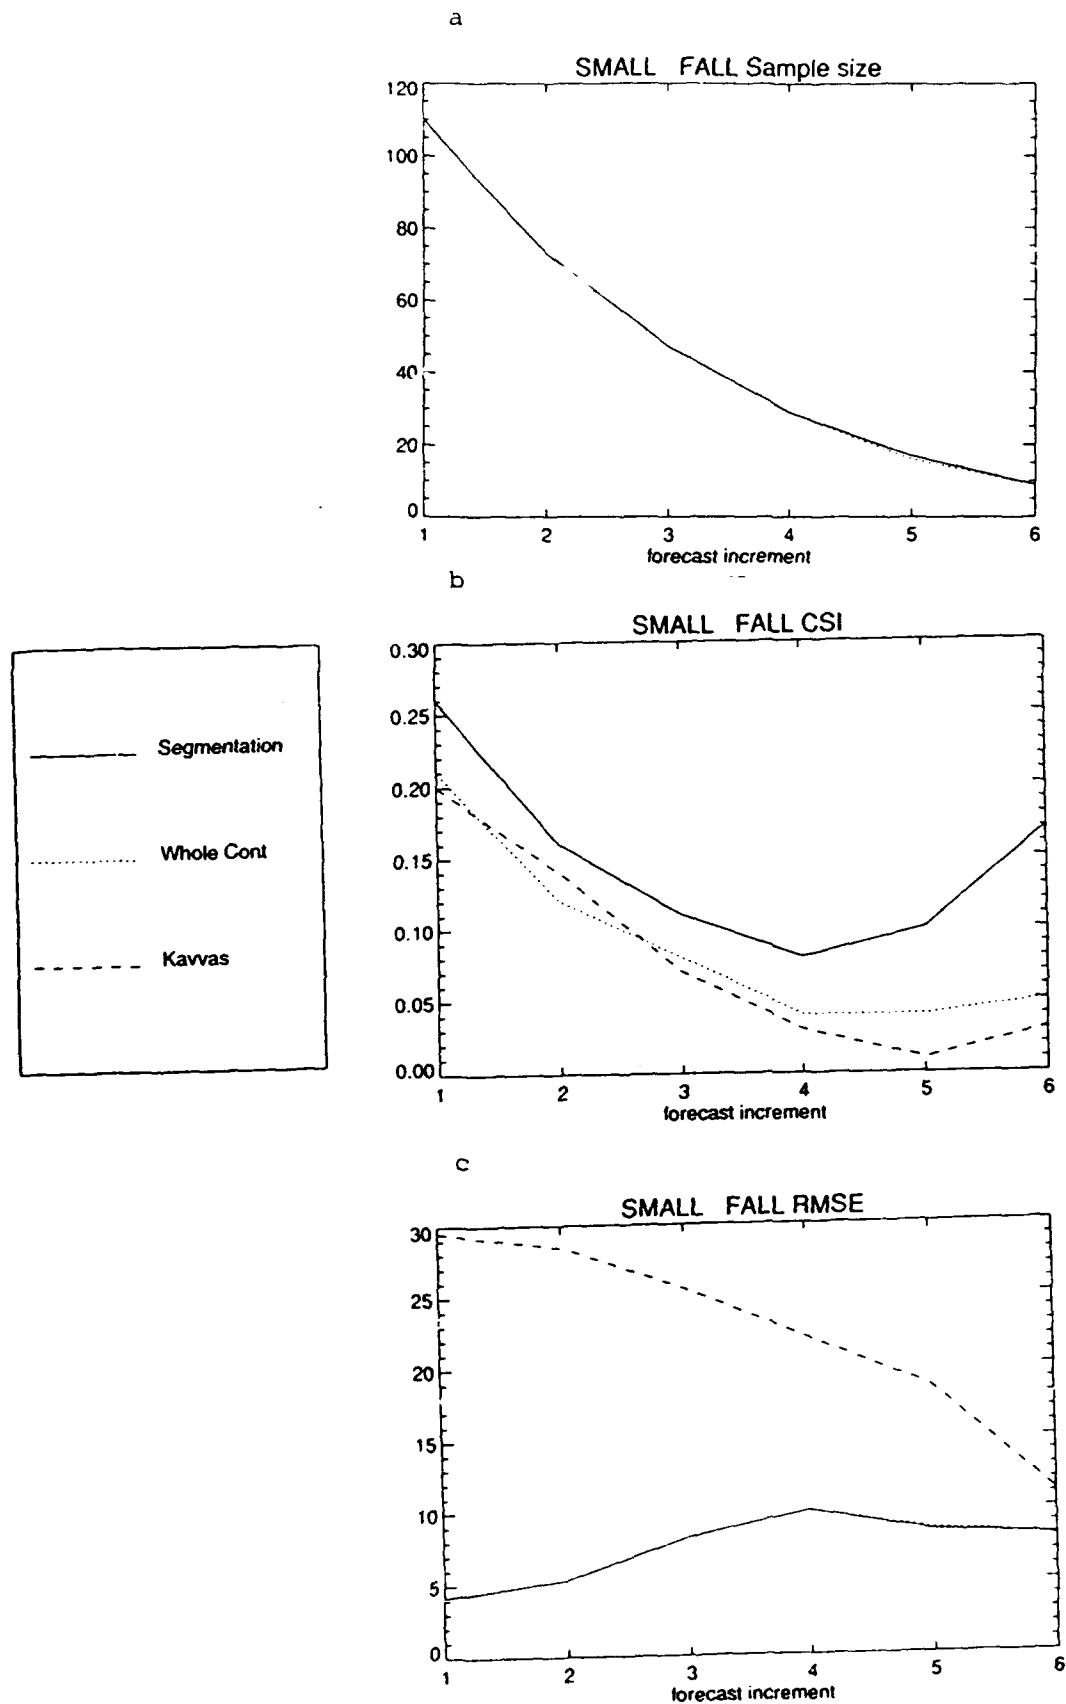 a
SMALL FALL Sample size
120
100
80
60
40
20
0
1 2 3 4 5 6
forecast increment
b
SMALL FALL CSI
0.30
0.25
0.20
0.15
0.10
0.05
0.00
1 2 3 4 5 6
forecast increment
Segmentation
Whole Cont
Kavvas
c
SMALL FALL RMSE
30
25
20
15
10
5
0
1 2 3 4 5 6
forecast increment